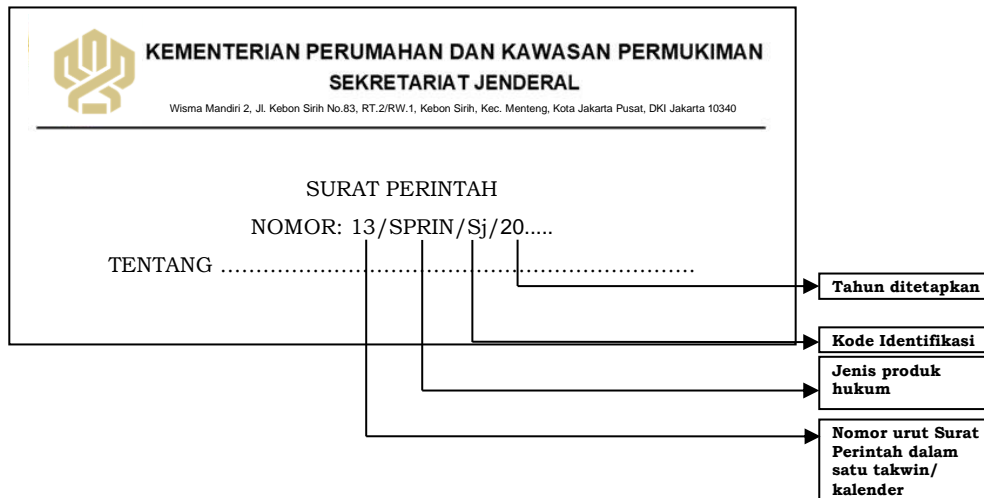 KEMENTERIAN PERUMAHAN DAN KAWASAN PERMUKIMAN
SEKRETARIAT JENDERAL
Wisma Mandiri 2, Jl. Kebon Sirih No.83, RT.2/RW.1, Kebon Sirih, Kec. Menteng, Kota Jakarta Pusat, DKI Jakarta 10340
SURAT PERINTAH
NOMOR: 13/SPRIN/Sj/20.....
TENTANG ...................................................................
Tahun ditetapkan
Kode Identifikasi
Jenis produk
hukum
Nomor urut Surat
Perintah dalam
satu takwin/
kalender